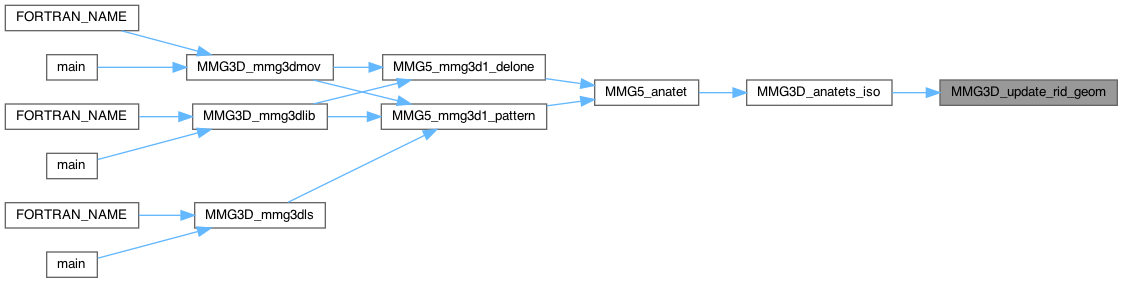 FORTRAN_NAME
main
MMG3D_mmg3dmov
MMG5_mmg3d1_delone
MMG5_anatet
MMG3D_anatets_iso
MMG3D_update_rid_geom
FORTRAN_NAME
MMG3D_mmg3dlib
MMG5_mmg3d1_pattern
main
FORTRAN_NAME
MMG3D_mmg3dls
main